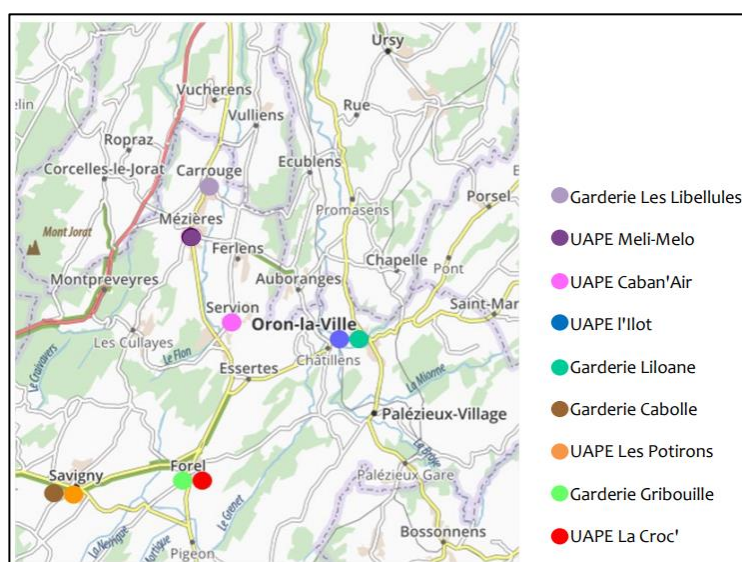 Ursy
Vucherens
Rue
Vulliens
Ropraz
Corcelles-le-Jorat
Carrouge
Ecublens
Porsel
Promasens
Mézières
Mont Jorat
Ferlens
Chapelle
Pont
Montpreveyres
Auboranges
Servion
Saint-Mar
Oron-la-Ville
Les Cullayes
Le Flon
Châtillens
Essertes
La Mionne
Palézieux-Village
Savigny
Forel
Le Grenet
Palézieux Gare
Bossonnens
Pigeon
Garderie Les Libellules
UAPE Meli-Melo
UAPE Caban'Air
UAPE l'Ilot
Garderie Liloane
Garderie Cabolle
UAPE Les Potirons
Garderie Gribouille
UAPE La Croc'